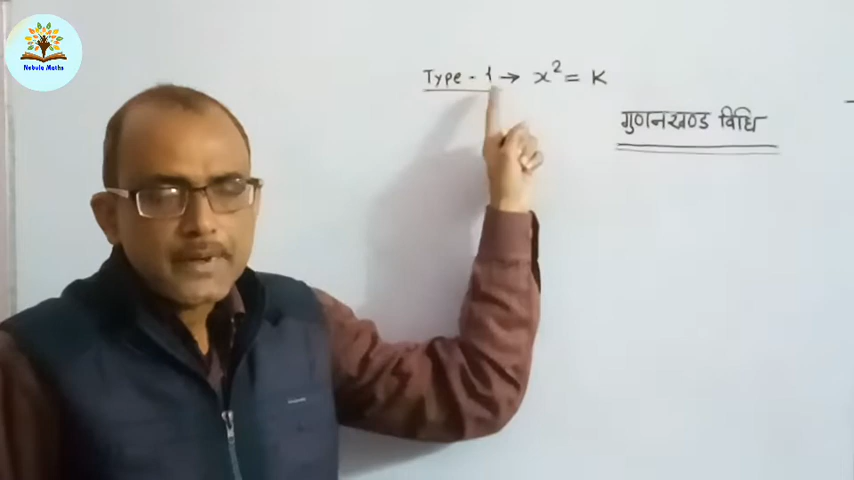 Nebula Maths
Type - 1 → x² = K
गुणनखण्ड विधि